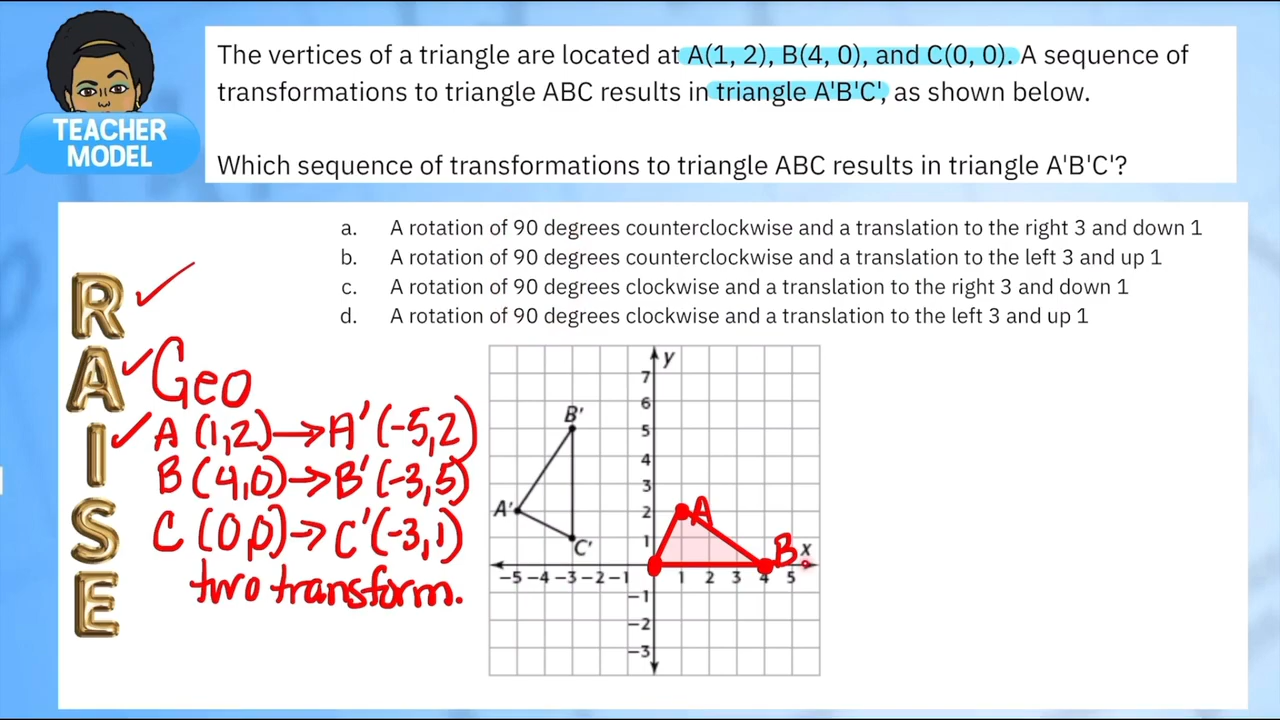 The vertices of a triangle are located at A(1, 2), B(4, 0), and C(0, 0). A sequence of
transformations to triangle ABC results in triangle A'B'C', as shown below.
Which sequence of transformations to triangle ABC results in triangle A'B'C'?
TEACHER
MODEL
a. A rotation of 90 degrees counterclockwise and a translation to the right 3 and down 1
b. A rotation of 90 degrees counterclockwise and a translation to the left 3 and up 1
c. A rotation of 90 degrees clockwise and a translation to the right 3 and down 1
d. A rotation of 90 degrees clockwise and a translation to the left 3 and up 1
R
A
I
S
E
Geo
A (1,2)→A'(-5,2)
B (4,0)→B'(-3,5)
C (0,0)→C'(-3,1)
two transform.
y
7
6
5
4
3
2
1
B'
A'
C'
A
B
x
-5 -4 -3 -2 -1 1 2 3 4 5
-1
-2
-3